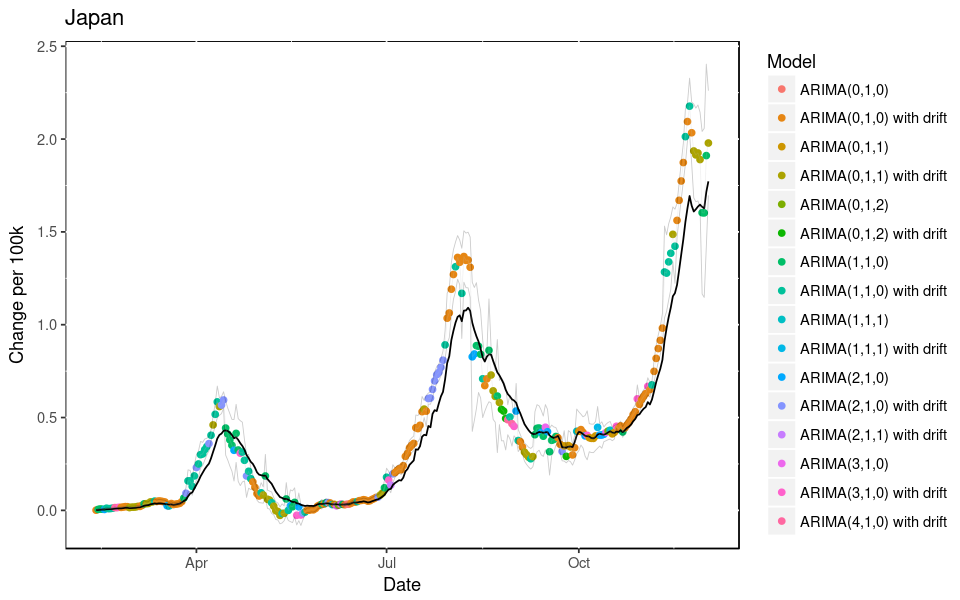 Japan
2.5
2.0
1.5
1.0
0.5
0.0
Change per 100k
Apr
Jul
Oct
Date
Model
ARIMA(0,1,0)
ARIMA(0,1,0) with drift
ARIMA(0,1,1)
ARIMA(0,1,1) with drift
ARIMA(0,1,2)
ARIMA(0,1,2) with drift
ARIMA(1,1,0)
ARIMA(1,1,0) with drift
ARIMA(1,1,1)
ARIMA(1,1,1) with drift
ARIMA(2,1,0)
ARIMA(2,1,0) with drift
ARIMA(2,1,1) with drift
ARIMA(3,1,0)
ARIMA(3,1,0) with drift
ARIMA(4,1,0) with drift